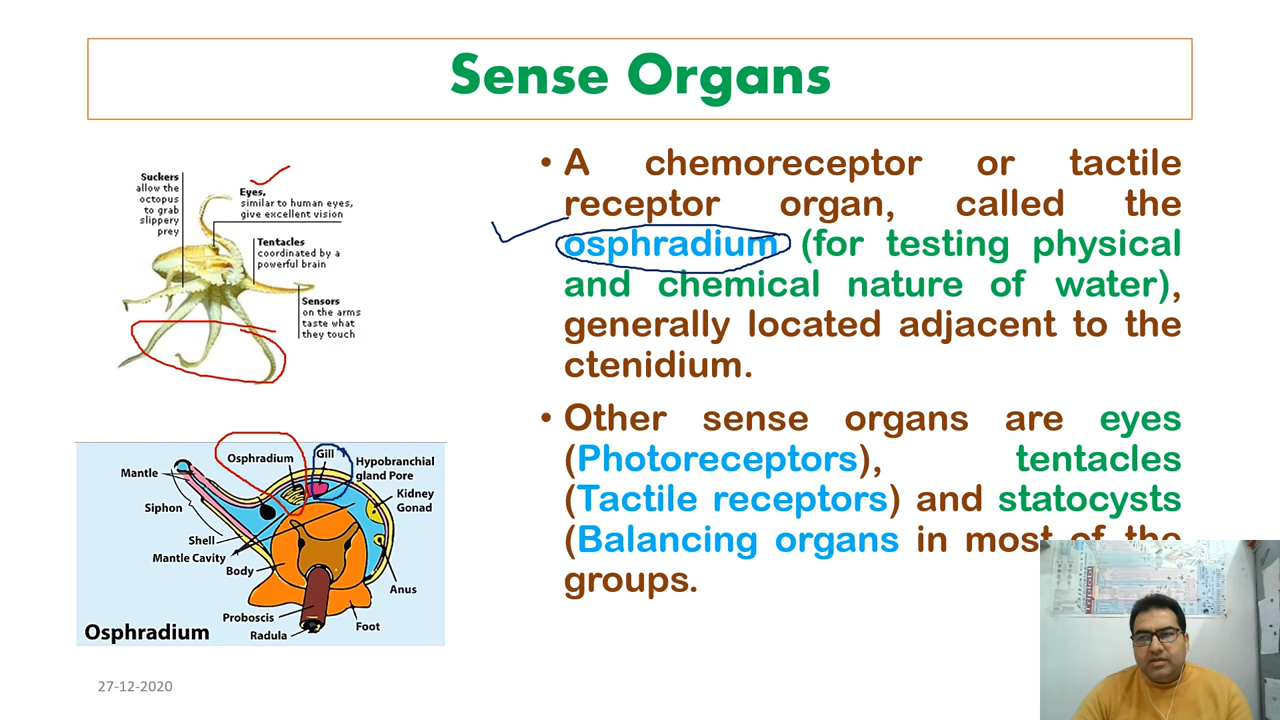 Sense Organs
Suckers
allow the
octopus
to grab
slippery
prey
Eyes,
similar to human eyes,
give excellent vision
Tentacles
coordinated by a
powerful brain
Sensors
on the arms
taste what
they touch
• A chemoreceptor or tactile
receptor organ, called the
osphradium (for testing physical
and chemical nature of water),
generally located adjacent to the
ctenidium.
• Other sense organs are eyes
(Photoreceptors), tentacles
(Tactile receptors) and statocysts
(Balancing organs in most of the
groups.
Osphradium
Gill
Hypobranchial
gland Pore
Mantle
Kidney
Gonad
Siphon
Shell
Mantle Cavity
Body
Anus
Proboscis
Foot
Radula
Osphradium
27-12-2020